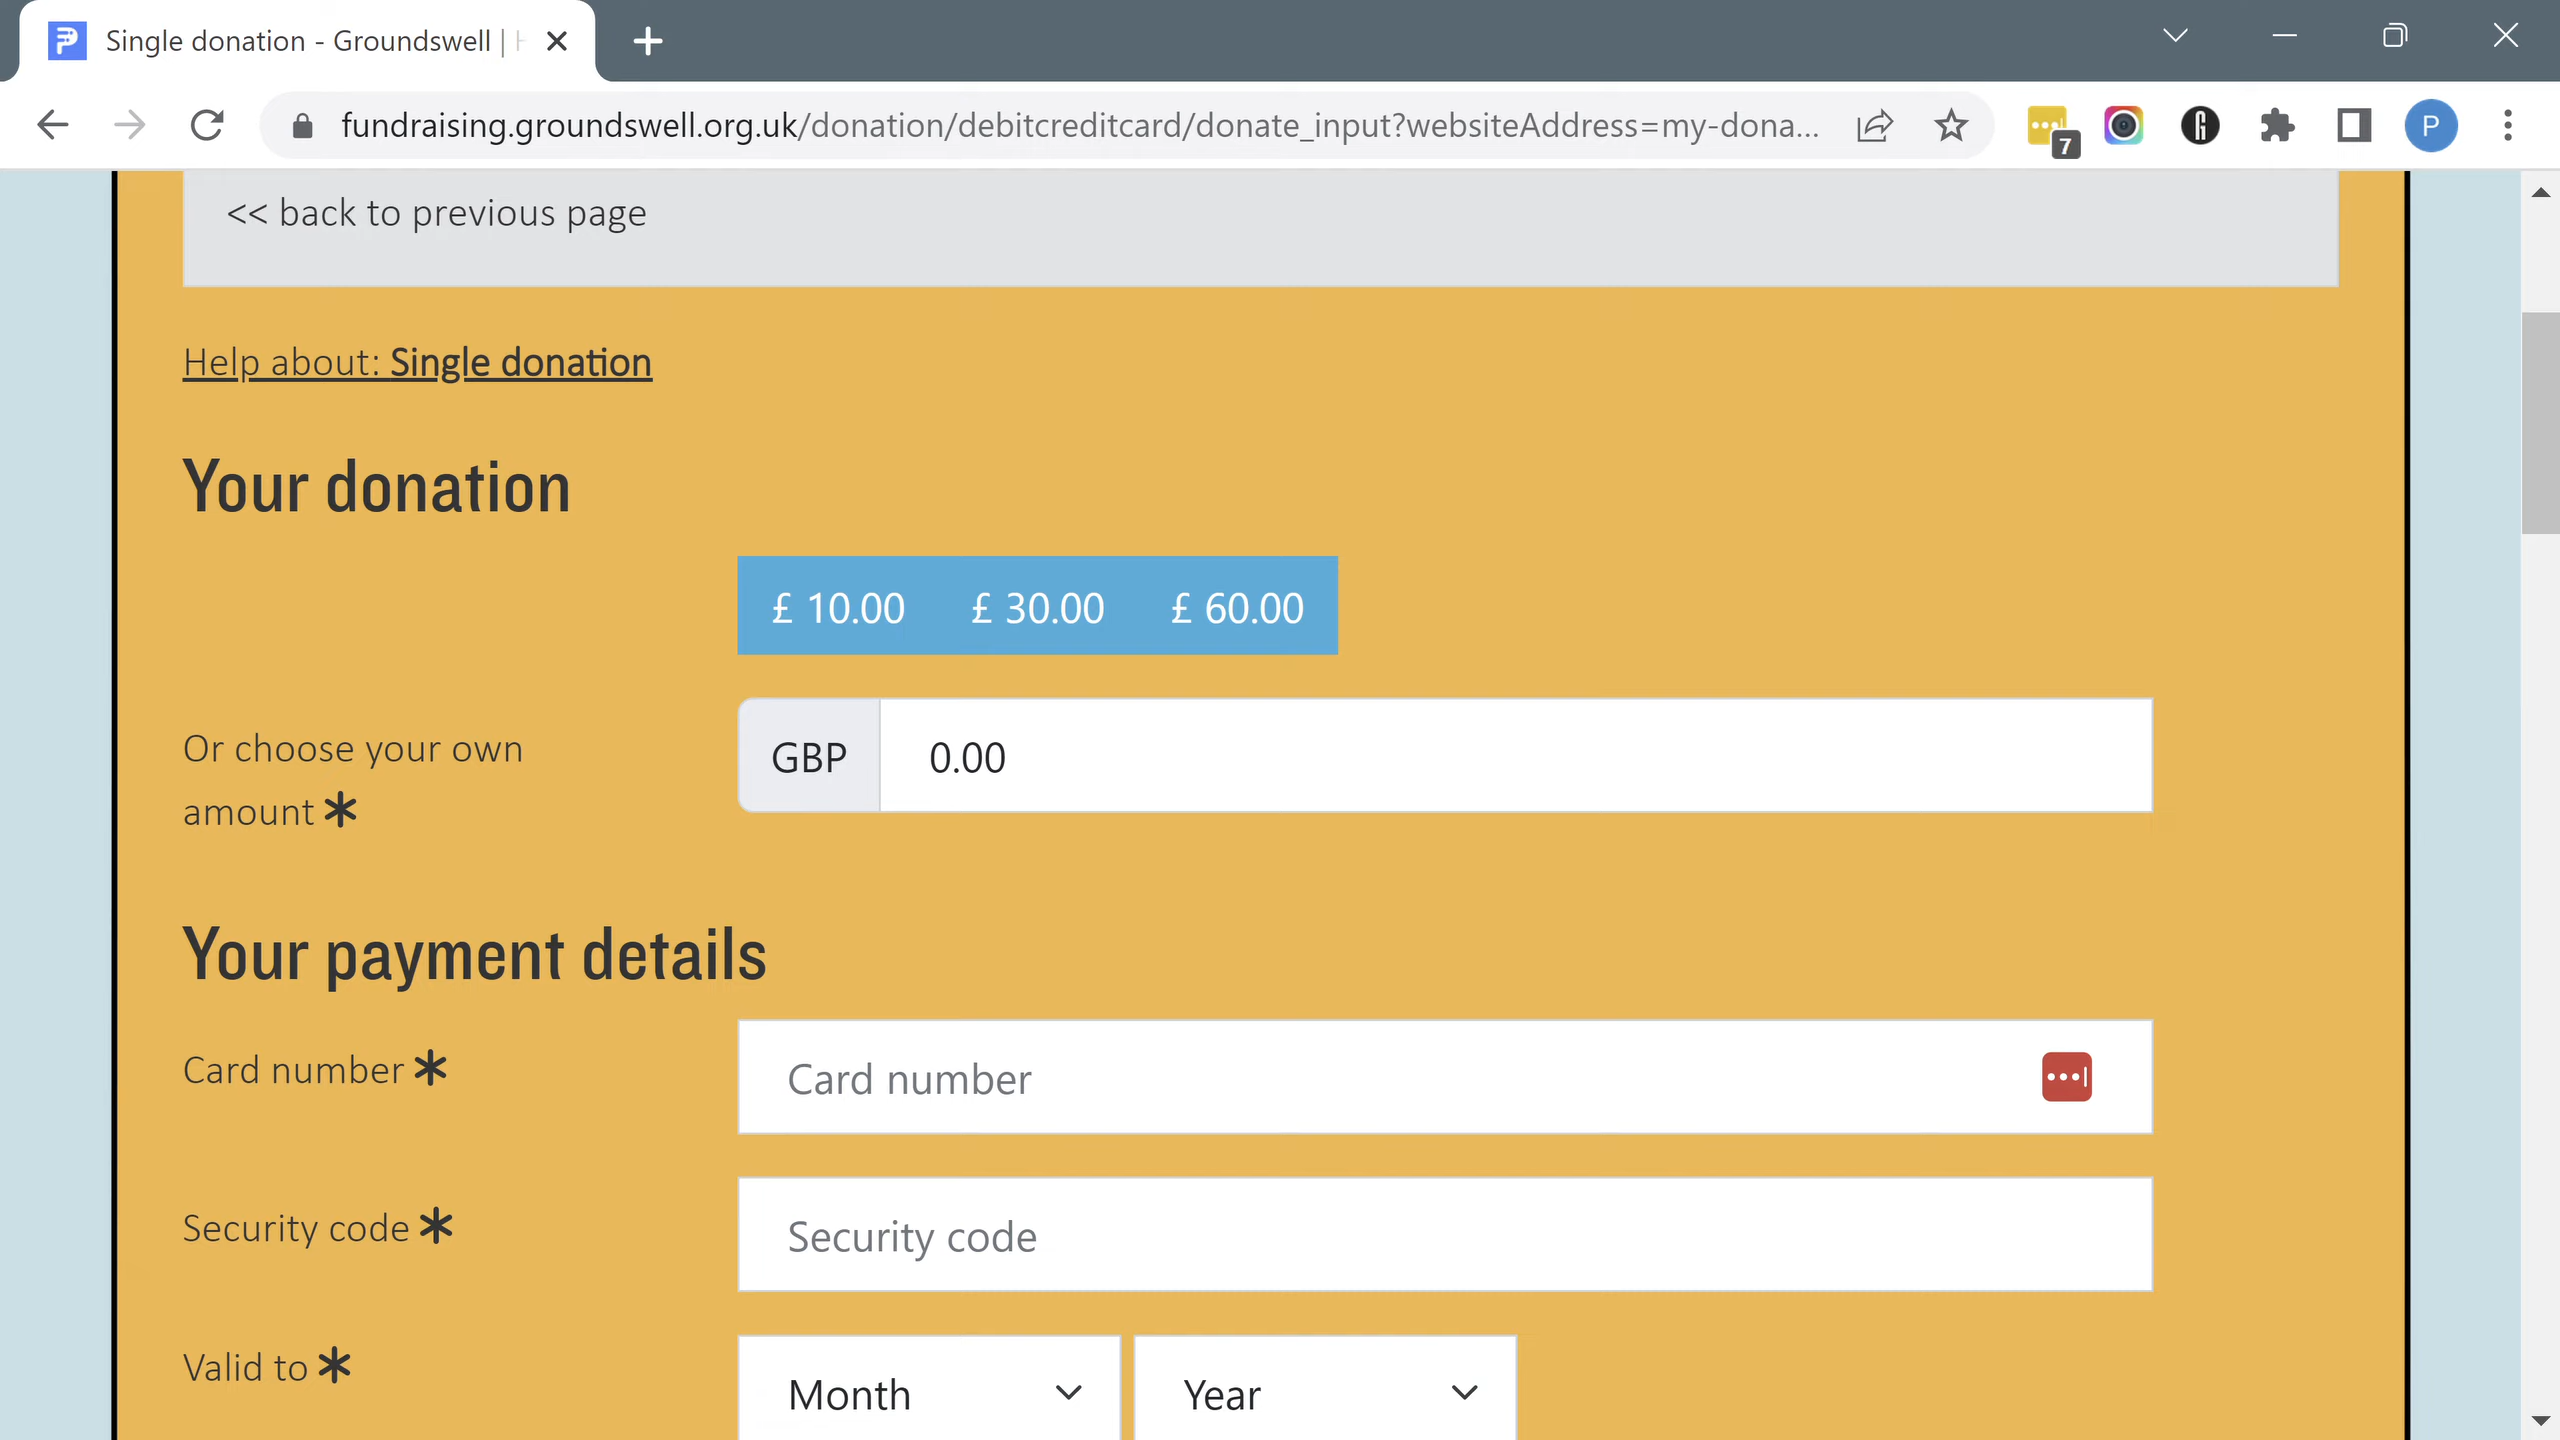 Single donation - Groundswell |
fundraising.groundswell.org.uk/donation/debitcreditcard/donate_input?websiteAddress=my-dona...
7
P
<< back to previous page
Help about: Single donation
Your donation
£ 10.00 £ 30.00 £ 60.00
Or choose your own
amount *
GBP 0.00
Your payment details
Card number *
Card number
Security code *
Security code
Valid to *
Month
Year